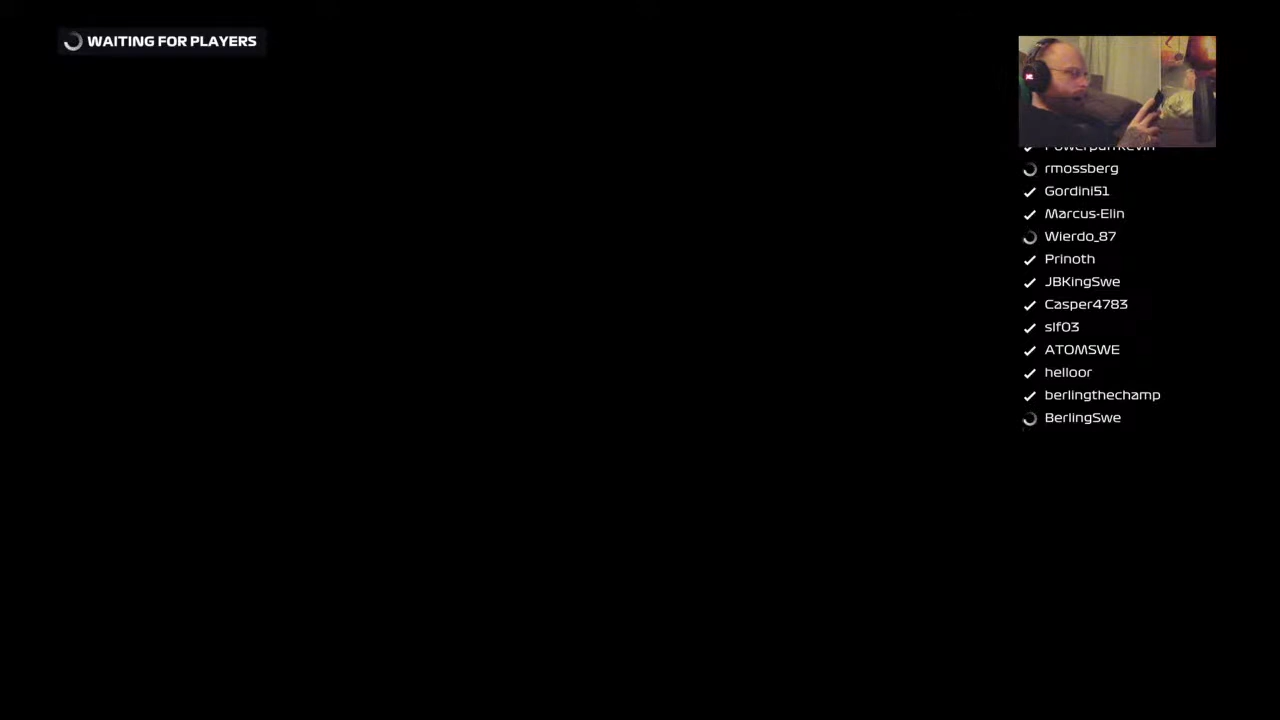 WAITING FOR PLAYERS
rmossberg
Gordini51
Marcus-Elin
Wierdo_87
Prinoth
JBKingSwe
Casper4783
slf03
ATOMSWE
helloor
berlingthechamp
BerlingSwe